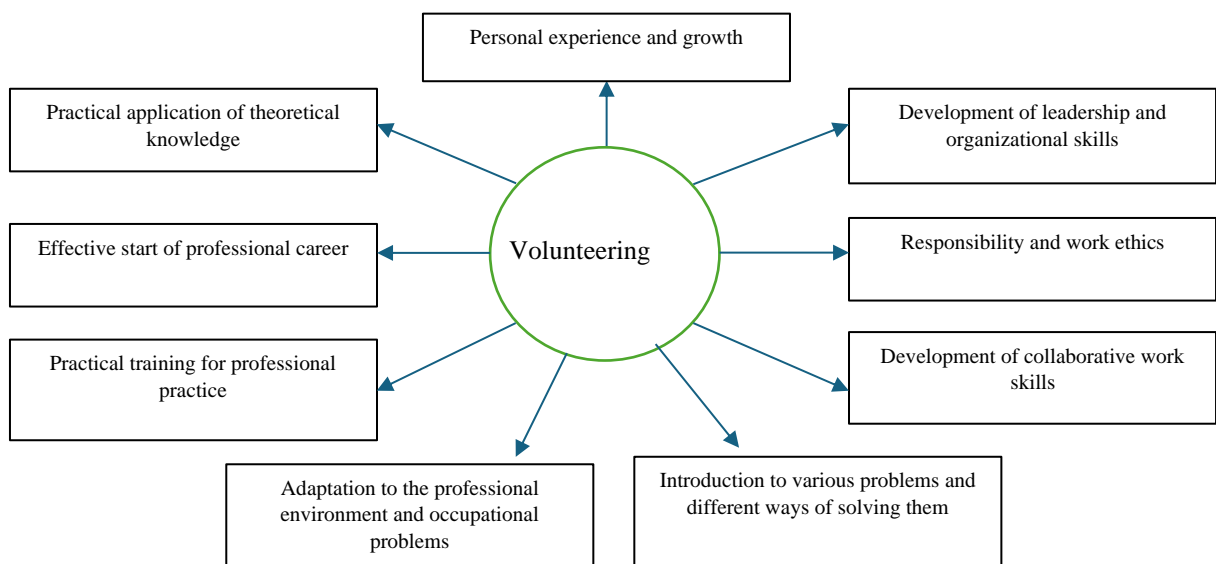 Personal experience and growth
Practical application of theoretical
knowledge
Development of leadership and
organizational skills
Effective start of professional career
Volunteering
Responsibility and work ethics
Practical training for professional
practice
Development of collaborative work
skills
Adaptation to the professional
environment and occupational
problems
Introduction to various problems and
different ways of solving them